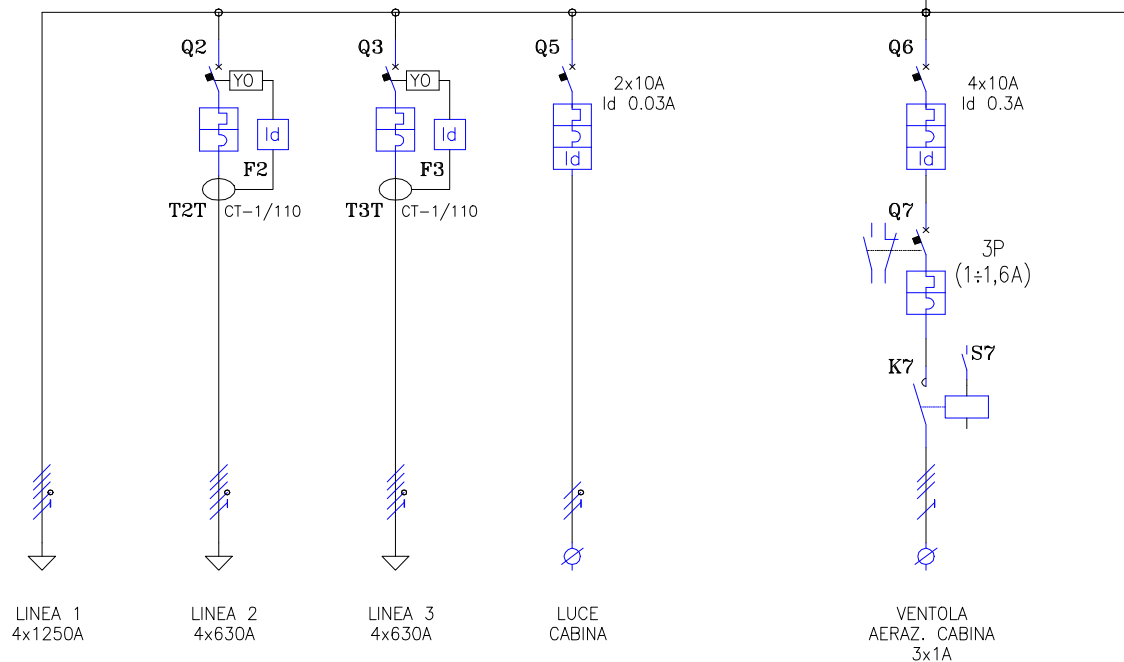 Q2
Q3
Q5
Q6
YO
YO
2x10A
Id 0.03A
4x10A
Id 0.3A
Id
Id
Id
Id
F2
F3
T2T
CT-1/110
T3T
CT-1/110
Q7
3P
(1÷1,6A)
K7
S7
LINEA 1
4x1250A
LINEA 2
4x630A
LINEA 3
4x630A
LUCE
CABINA
VENTOLA
AERAZ. CABINA
3x1A